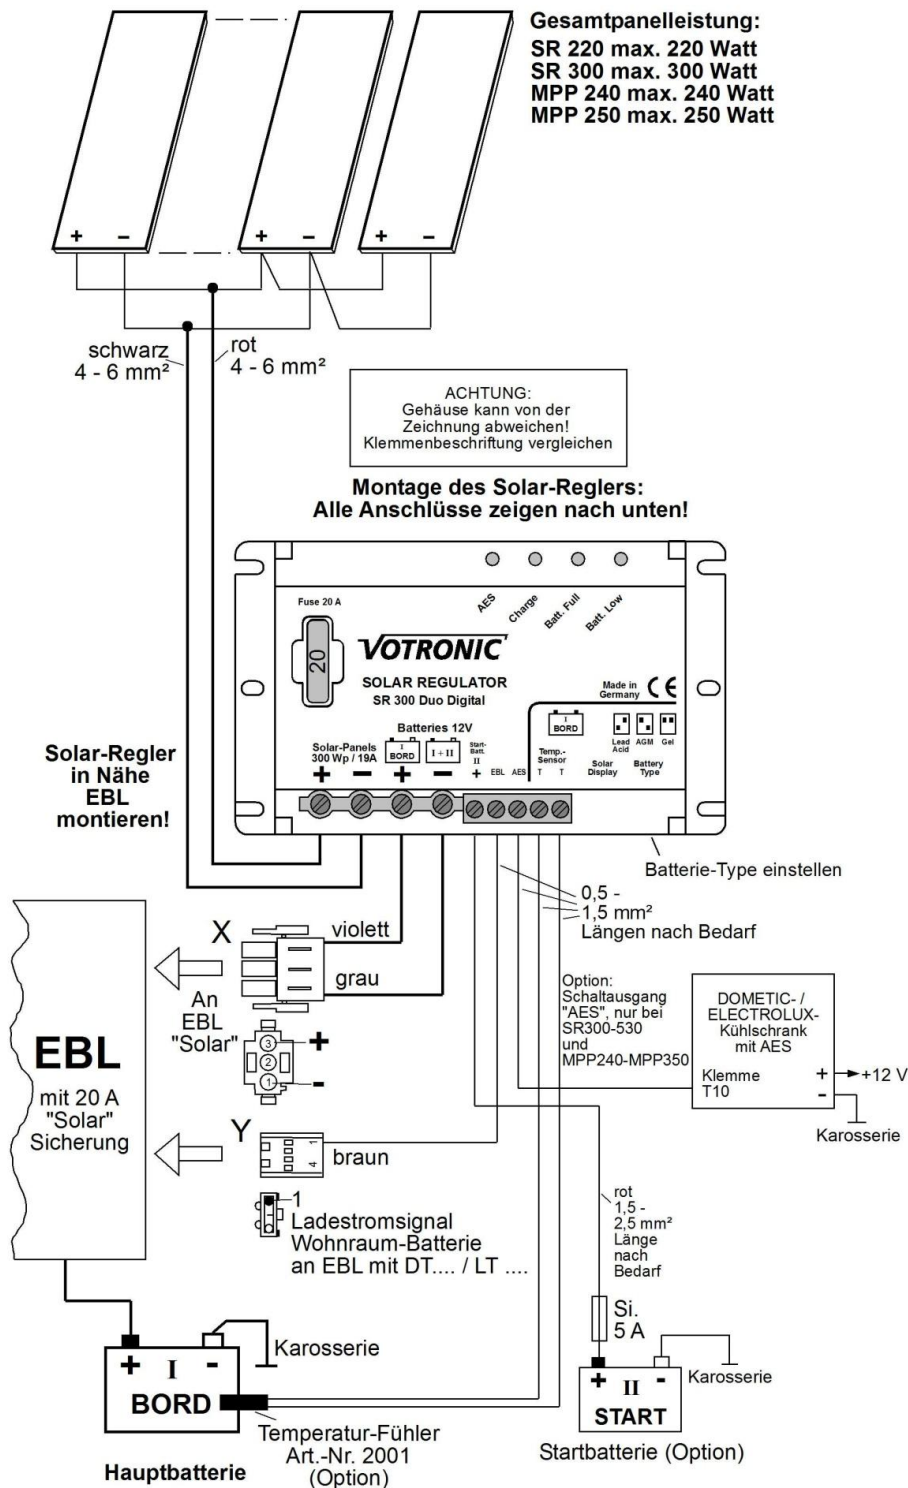 Gesamtpanelleistung:
SR 220 max. 220 Watt
SR 300 max. 300 Watt
MPP 240 max. 240 Watt
MPP 250 max. 250 Watt
+ -
+ -
+ -
schwarz
4 - 6 mm²
rot
4 - 6 mm²
ACHTUNG:
Gehäuse kann von der
Zeichnung abweichen!
Klemmenbeschriftung vergleichen
Montage des Solar-Reglers:
Alle Anschlüsse zeigen nach unten!
Fuse 20 A
20
AES
Charge
Batt. Full
Batt. Low
VOTRONIC
SOLAR REGULATOR
SR 300 Duo Digital
Made in
Germany
CE
Batteries 12V
Solar-Panels
300 Wp / 19A
I
BORD
I + II
Start-
Batt.
II
+ - + -
+ EBL AES T T
I
BORD
Temp.-
Sensor
Solar
Display
Lead
Acid
AGM
Gel
Battery
Type
Solar-Regler
in Nähe
EBL
montieren!
Batterie-Type einstellen
0,5 -
1,5 mm²
Längen nach Bedarf
X
violett
grau
An
EBL
"Solar"
3
2
1
+
-
EBL
mit 20 A
"Solar"
Sicherung
Option:
Schaltausgang
"AES", nur bei
SR300-530
und
MPP240-MPP350
DOMETIC- /
ELECTROLUX-
Kühlschrank
mit AES
Klemme
T10
+
-
+12 V
Karosserie
Y
1
4
braun
1
Ladestromsignal
Wohnraum-Batterie
an EBL mit DT.... / LT ....
rot
1,5 -
2,5 mm²
Länge
nach
Bedarf
Si.
5 A
Karosserie
+ I -
BORD
Hauptbatterie
Temperatur-Fühler
Art.-Nr. 2001
(Option)
Karosserie
+ II -
START
Startbatterie (Option)